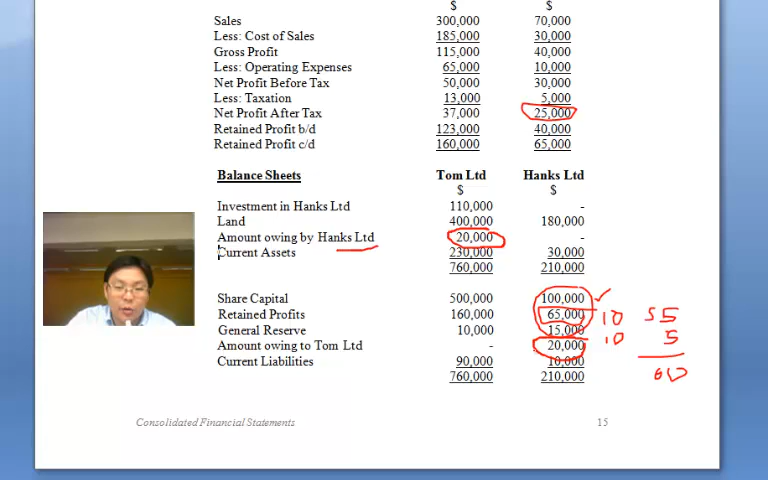 $ $
Sales 300,000 70,000
Less: Cost of Sales 185,000 30,000
Gross Profit 115,000 40,000
Less: Operating Expenses 65,000 10,000
Net Profit Before Tax 50,000 30,000
Less: Taxation 13,000 5,000
Net Profit After Tax 37,000 25,000
Retained Profit b/d 123,000 40,000
Retained Profit c/d 160,000 65,000
Balance Sheets Tom Ltd Hanks Ltd
$ $
Investment in Hanks Ltd 110,000 -
Land 400,000 180,000
Amount owing by Hanks Ltd 20,000 -
Current Assets 230,000 30,000
760,000 210,000
Share Capital 500,000 100,000
Retained Profits 160,000 65,000 10 55
General Reserve 10,000 15,000 10 5
Amount owing to Tom Ltd - 20,000
Current Liabilities 90,000 10,000 60
760,000 210,000
Consolidated Financial Statements 15